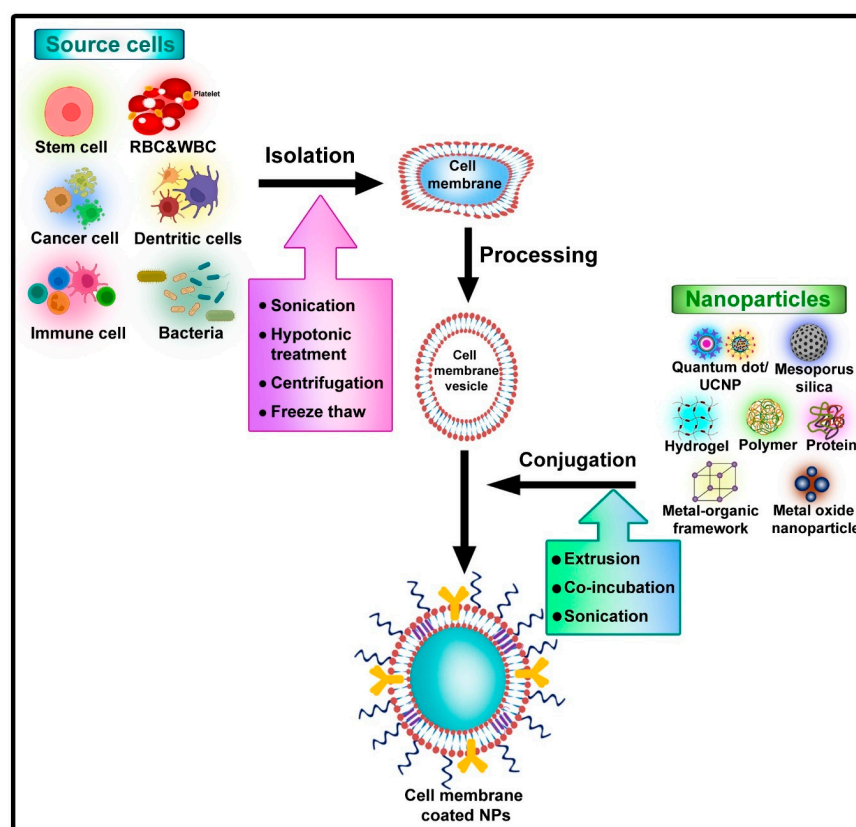 Source cells
Platelet
Stem cell
RBC&WBC
Cancer cell
Dentritic cells
Immune cell
Bacteria
Isolation
• Sonication
• Hypotonic
treatment
• Centrifugation
• Freeze thaw
Cell
membrane
Processing
Cell
membrane
vesicle
Nanoparticles
Quantum dot/
UCNP
Mesoporus
silica
Hydrogel
Polymer
Protein
Metal-organic
framework
Metal oxide
nanoparticle
Conjugation
• Extrusion
• Co-incubation
• Sonication
Cell membrane
coated NPs